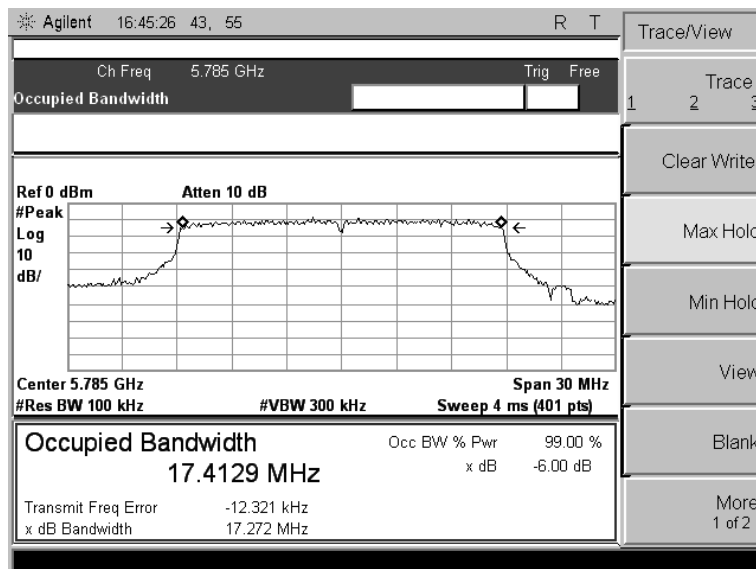 Agilent 16:45:26 43, 55 R T
Trace/View
Ch Freq 5.785 GHz Trig Free
Occupied Bandwidth
Trace
1 2 3
Clear Write
Ref 0 dBm Atten 10 dB
#Peak
Log
10
dB/
Max Hold
Min Hold
View
Center 5.785 GHz Span 30 MHz
#Res BW 100 kHz #VBW 300 kHz Sweep 4 ms (401 pts)
Occupied Bandwidth Occ BW % Pwr 99.00 %
17.4129 MHz x dB -6.00 dB
Blank
Transmit Freq Error -12.321 kHz
x dB Bandwidth 17.272 MHz
More
1 of 2